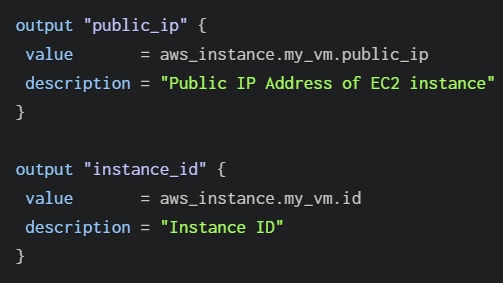 output "public_ip" {
 value       = aws_instance.my_vm.public_ip
 description = "Public IP Address of EC2 instance"
}

output "instance_id" {
 value       = aws_instance.my_vm.id
 description = "Instance ID"
}